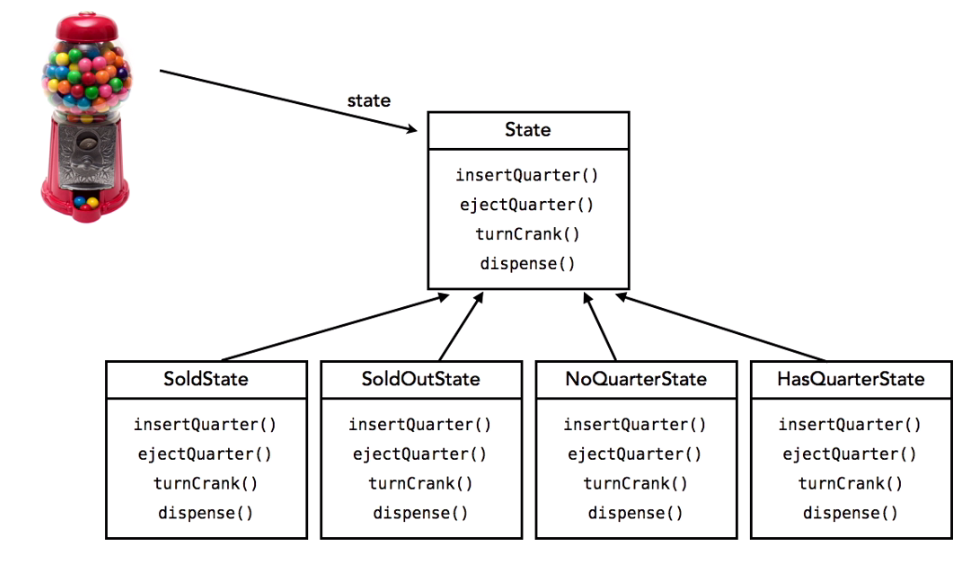 state
State
insertQuarter()
ejectQuarter()
turnCrank()
dispense()
SoldState
insertQuarter()
ejectQuarter()
turnCrank()
dispense()
SoldOutState
insertQuarter()
ejectQuarter()
turnCrank()
dispense()
NoQuarterState
insertQuarter()
ejectQuarter()
turnCrank()
dispense()
HasQuarterState
insertQuarter()
ejectQuarter()
turnCrank()
dispense()